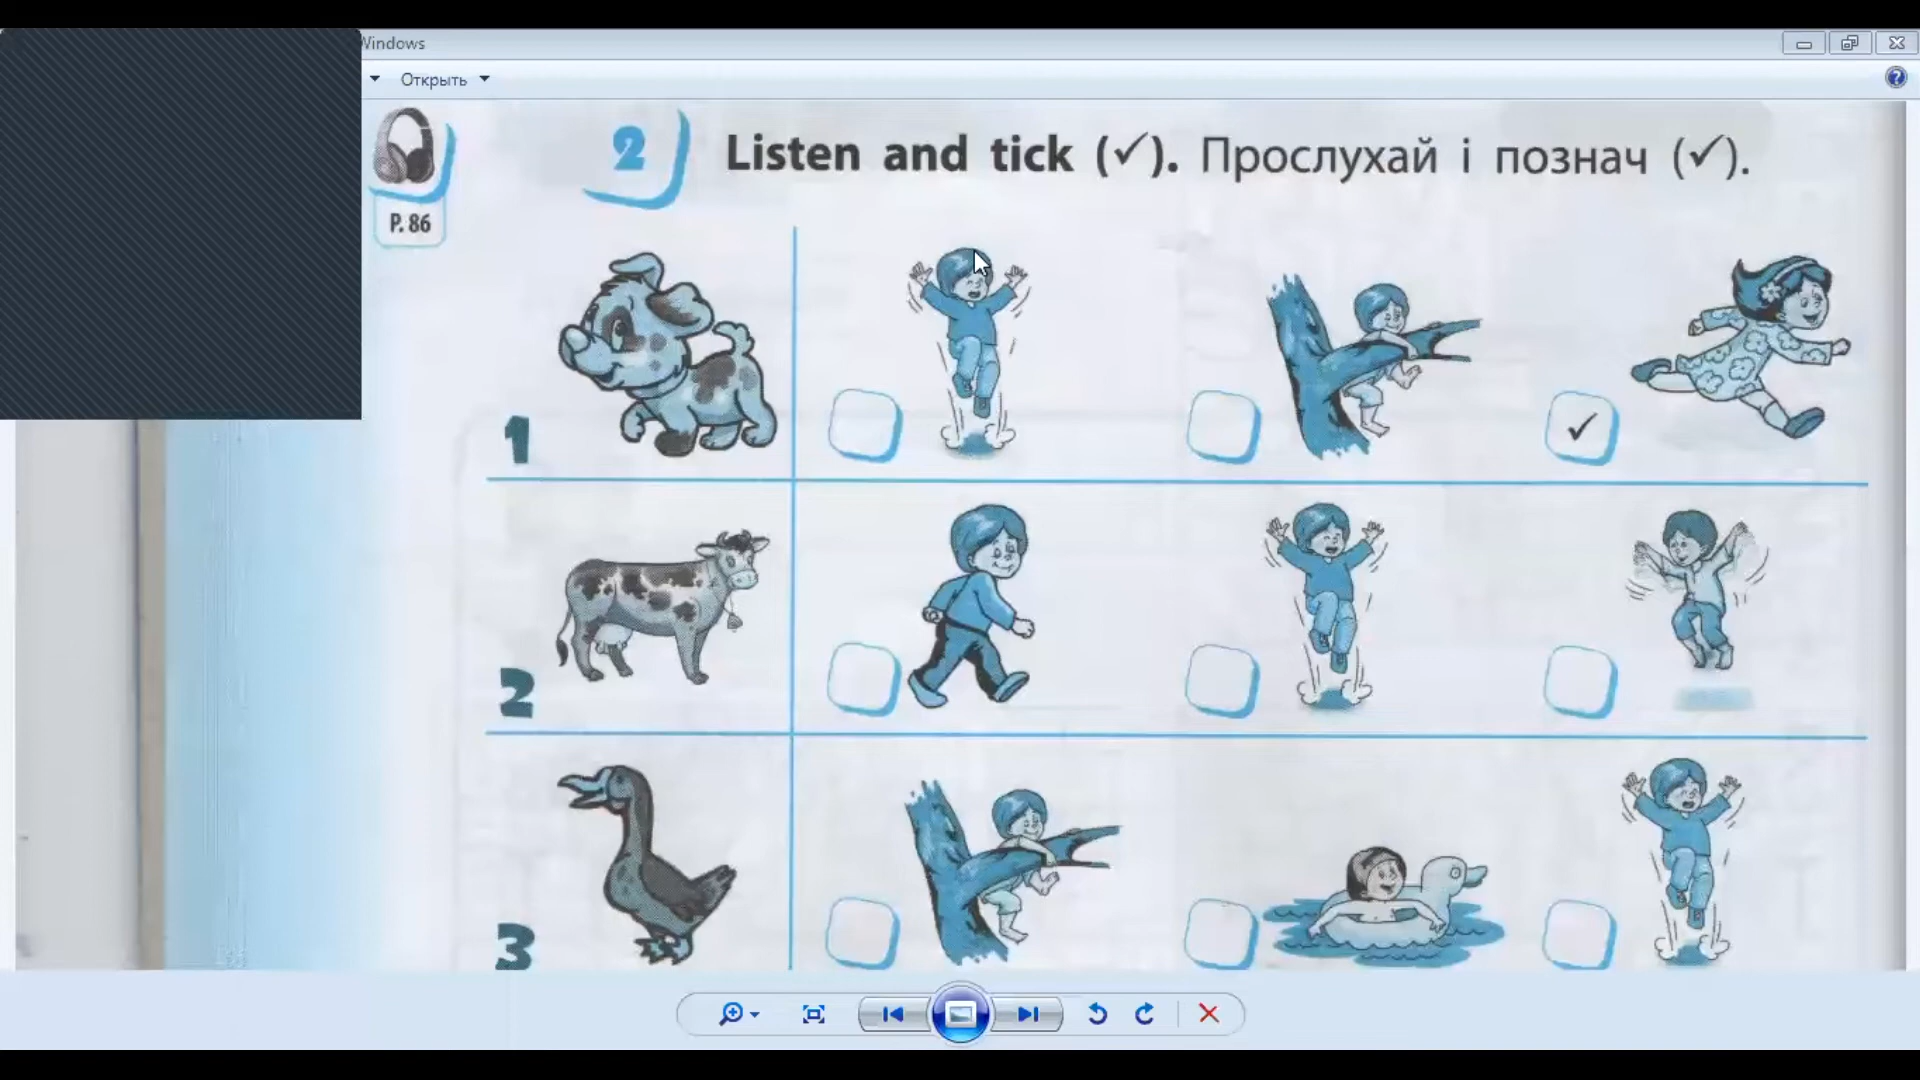 Windows
Открыть
2 Listen and tick (✓). Прослухай і познач (✓).
P. 86
1
2
3